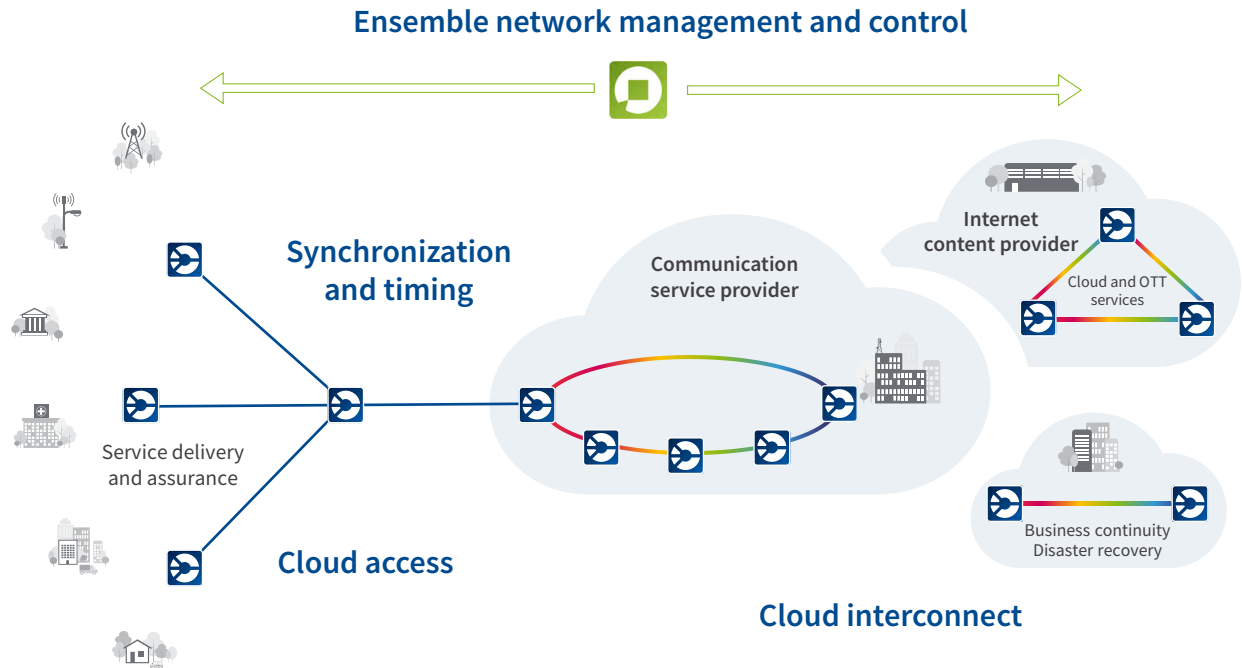 Ensemble network management and control
Internet
content provider
Synchronization
and timing
Communication
service provider
Cloud and OTT
services
Service delivery
and assurance
Business continuity
Disaster recovery
Cloud access
Cloud interconnect